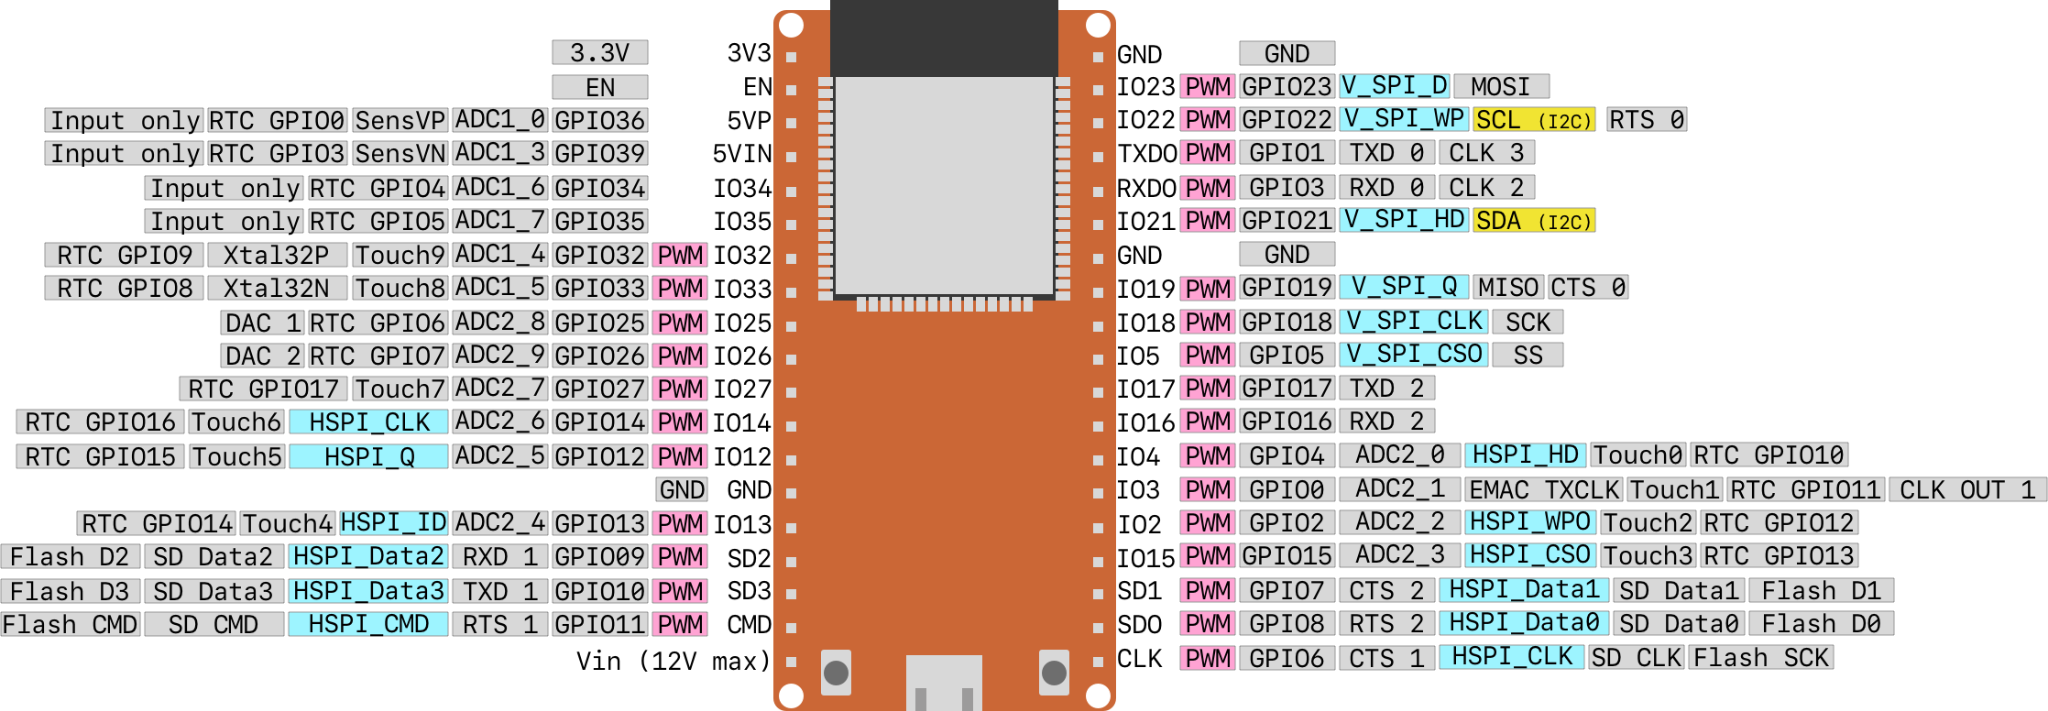 3.3V 3V3 GND GND
EN EN IO23 PWM GPIO23 V_SPI_D MOSI
Input only RTC GPIO0 SensVP ADC1_0 GPIO36 5VP IO22 PWM GPIO22 V_SPI_WP SCL (I2C) RTS 0
Input only RTC GPIO3 SensVN ADC1_3 GPIO39 5VIN TXDO PWM GPIO1 TXD 0 CLK 3
Input only RTC GPIO4 ADC1_6 GPIO34 IO34 RXDO PWM GPIO3 RXD 0 CLK 2
Input only RTC GPIO5 ADC1_7 GPIO35 IO35 IO21 PWM GPIO21 V_SPI_HD SDA (I2C)
RTC GPIO9 Xtal32P Touch9 ADC1_4 GPIO32 PWM IO32 GND GND
RTC GPIO8 Xtal32N Touch8 ADC1_5 GPIO33 PWM IO33 IO19 PWM GPIO19 V_SPI_Q MISO CTS 0
DAC 1 RTC GPIO6 ADC2_8 GPIO25 PWM IO25 IO18 PWM GPIO18 V_SPI_CLK SCK
DAC 2 RTC GPIO7 ADC2_9 GPIO26 PWM IO26 IO5 PWM GPIO5 V_SPI_CSO SS
RTC GPIO17 Touch7 ADC2_7 GPIO27 PWM IO27 IO17 PWM GPIO17 TXD 2
RTC GPIO16 Touch6 HSPI_CLK ADC2_6 GPIO14 PWM IO14 IO16 PWM GPIO16 RXD 2
RTC GPIO15 Touch5 HSPI_Q ADC2_5 GPIO12 PWM IO12 IO4 PWM GPIO4 ADC2_0 HSPI_HD Touch0 RTC GPIO10
GND GND IO3 PWM GPIO0 ADC2_1 EMAC TXCLK Touch1 RTC GPIO11 CLK OUT 1
RTC GPIO14 Touch4 HSPI_ID ADC2_4 GPIO13 PWM IO13 IO2 PWM GPIO2 ADC2_2 HSPI_WPO Touch2 RTC GPIO12
Flash D2 SD Data2 HSPI_Data2 RXD 1 GPIO09 PWM SD2 IO15 PWM GPIO15 ADC2_3 HSPI_CSO Touch3 RTC GPIO13
Flash D3 SD Data3 HSPI_Data3 TXD 1 GPIO10 PWM SD3 SD1 PWM GPIO7 CTS 2 HSPI_Data1 SD Data1 Flash D1
Flash CMD SD CMD HSPI_CMD RTS 1 GPIO11 PWM CMD SDO PWM GPIO8 RTS 2 HSPI_Data0 SD Data0 Flash D0
Vin (12V max) CLK PWM GPIO6 CTS 1 HSPI_CLK SD CLK Flash SCK